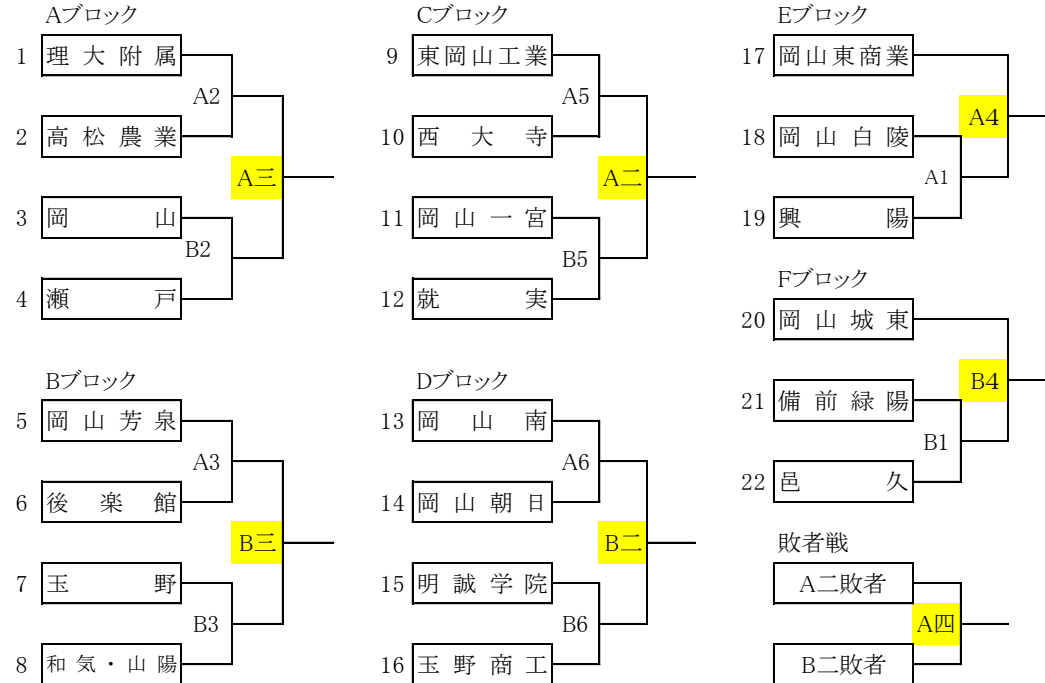 Aブロック
1 理大附属
A2
2 高松農業
A三
3 岡山
B2
4 瀬戸
Bブロック
5 岡山芳泉
A3
6 後楽館
B三
7 玉野
B3
8 和気・山陽
Cブロック
9 東岡山工業
A5
10 西大寺
A二
11 岡山一宮
B5
12 就実
Dブロック
13 岡山南
A6
14 岡山朝日
B二
15 明誠学院
B6
16 玉野商工
Eブロック
17 岡山東商業
A4
18 岡山白陵
A1
19 興陽
Fブロック
20 岡山城東
B4
21 備前緑陽
B1
22 邑久
敗者戦
A二敗者
A四
B二敗者